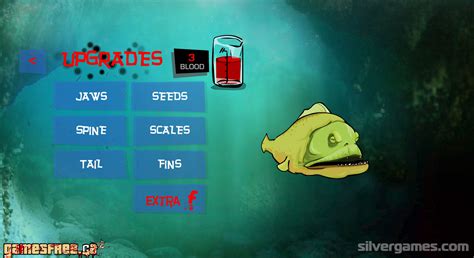 <
UPGRADES
3
BLOOD
JAWS
SEEDS
SPINE
SCALES
TAIL
FINS
EXTRA
gamesfree.ca
silvergames.com